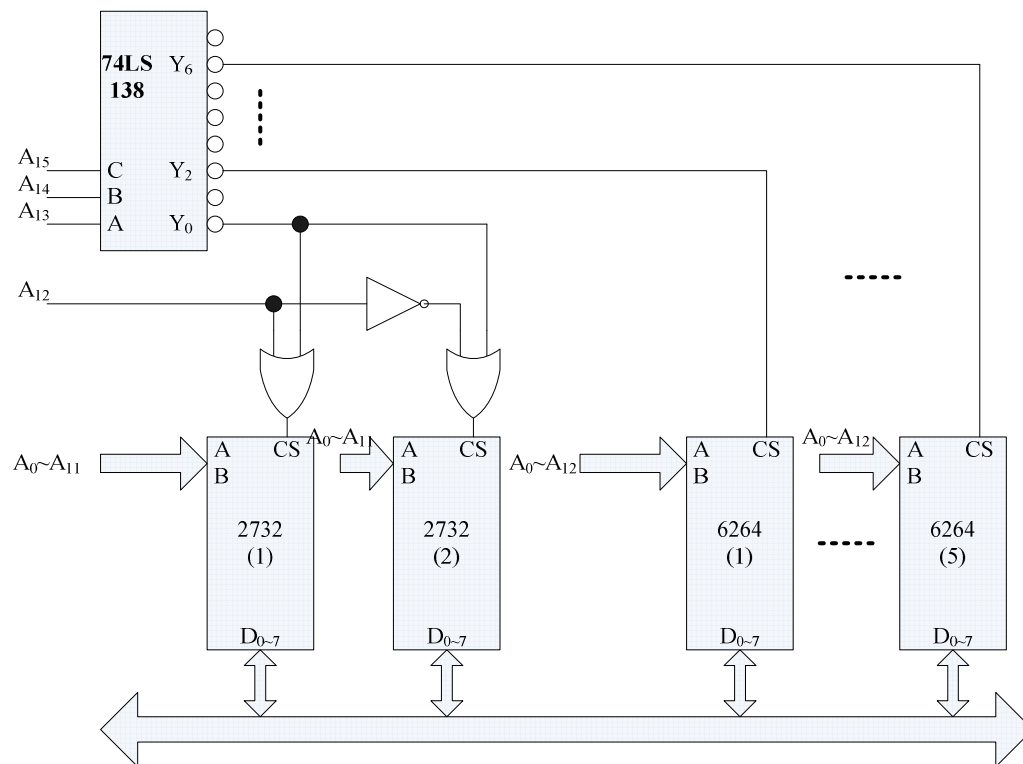 74LS
138
Y6
A15
C
Y2
A14
B
A13
A
Y0
A12
A0~A11
A
B
CS
2732
(1)
D0~7
A0~A11
A
B
CS
2732
(2)
D0~7
A0~A12
A
B
CS
6264
(1)
D0~7
A0~A12
A
B
CS
6264
(5)
D0~7